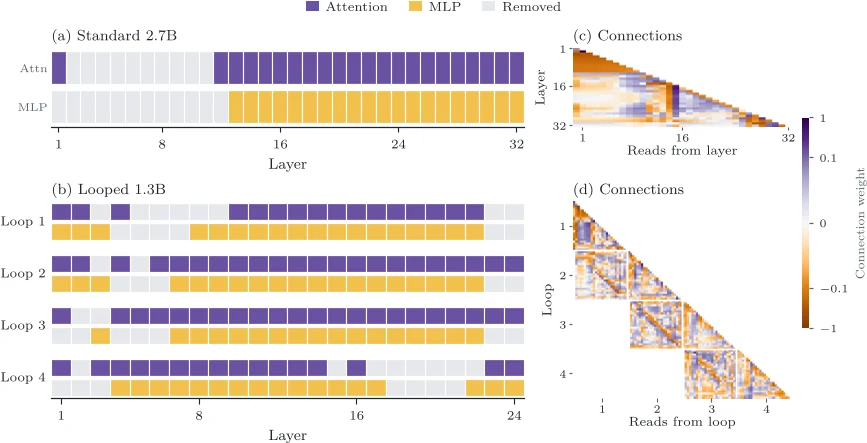 Attention MLP Removed
(a) Standard 2.7B
Attn
MLP
1 8 16 24 32
Layer
(b) Looped 1.3B
Loop 1
Loop 2
Loop 3
Loop 4
1 8 16 24
Layer
(c) Connections
Layer
1
16
32
1 16 32
Reads from layer
(d) Connections
Loop
1
2
3
4
1 2 3 4
Reads from loop
1
0.1
0
−0.1
−1
Connection weight